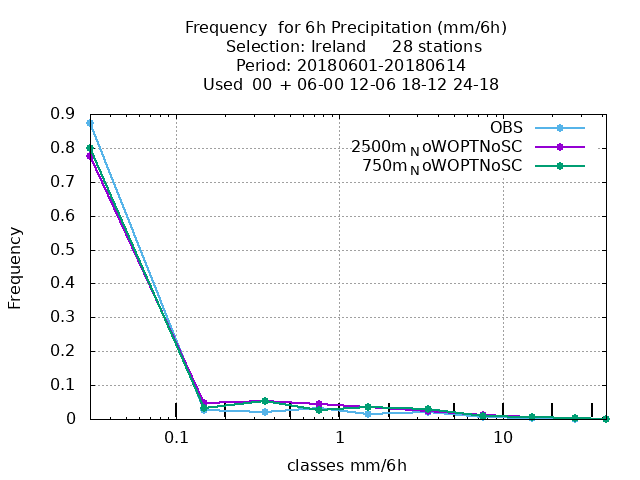 Frequency  for 6h Precipitation (mm/6h)
Selection: Ireland     28 stations
Period: 20180601-20180614
Used  00  + 06-00 12-06 18-12 24-18
OBS
2500m_NoWOPTNoSC
750m_NoWOPTNoSC
0.9
0.8
0.7
0.6
0.5
0.4
0.3
0.2
0.1
0
Frequency
0.1 1 10
classes mm/6h